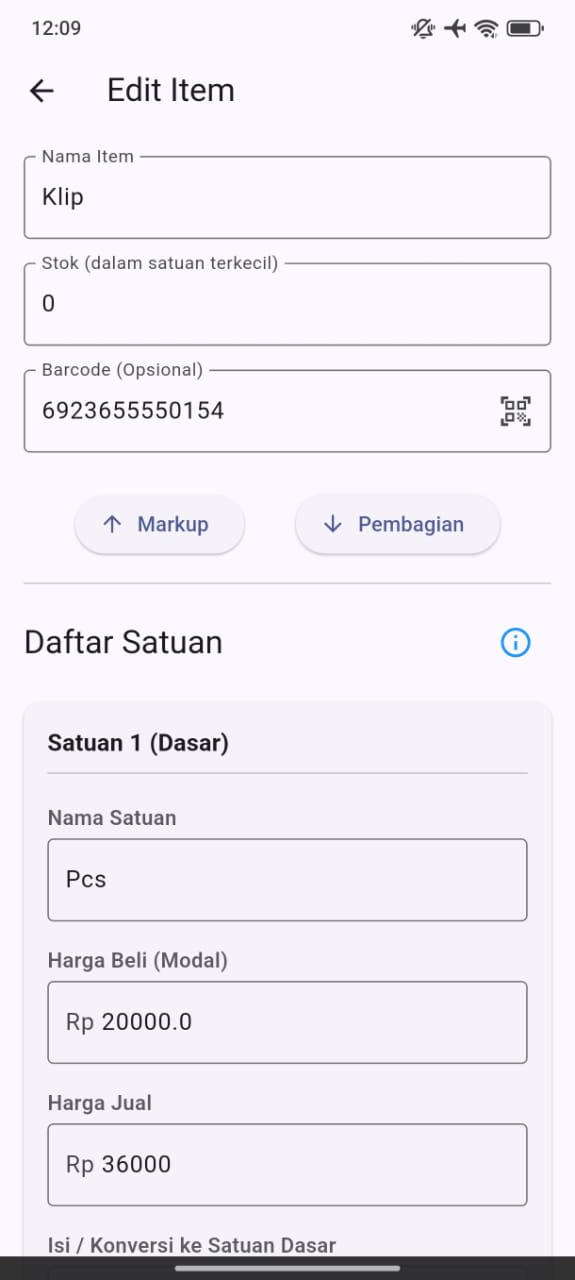 12:09
Edit Item
Nama Item
Klip
Stok (dalam satuan terkecil)
0
Barcode (Opsional)
6923655550154
Markup
Pembagian
Daftar Satuan
Satuan 1 (Dasar)
Nama Satuan
Pcs
Harga Beli (Modal)
Rp 20000.0
Harga Jual
Rp 36000
Isi / Konversi ke Satuan Dasar